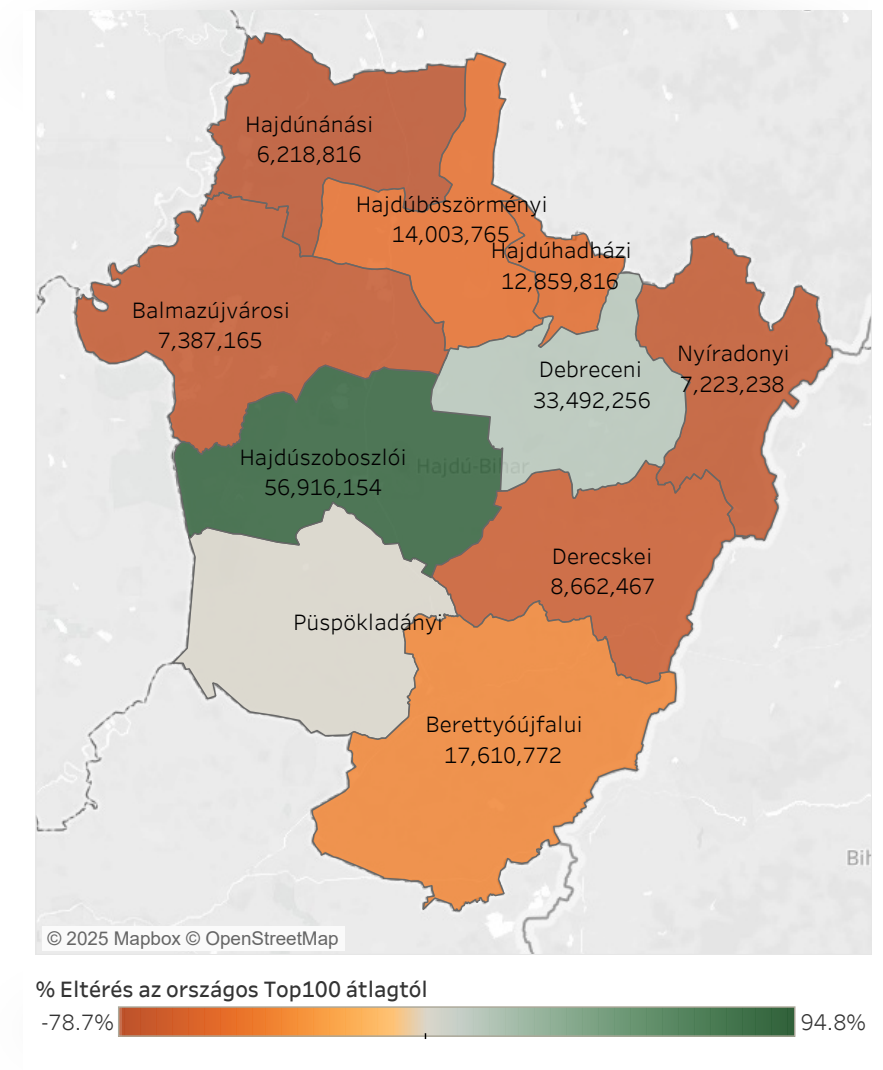 Hajdúnánási
6,218,816
Hajdúböszörményi
14,003,765
Hajdúhadházi
12,859,816
Balmazújvárosi
7,387,165
Nyíradonyi
7,223,238
Debreceni
33,492,256
Hajdúszoboszlói
56,916,154
Hajdú-Bihar
Derecskei
8,662,467
Püspökladányi
Berettyóújfalui
17,610,772
Bih
© 2025 Mapbox © OpenStreetMap
% Eltérés az országos Top100 átlagtól
-78.7%
94.8%